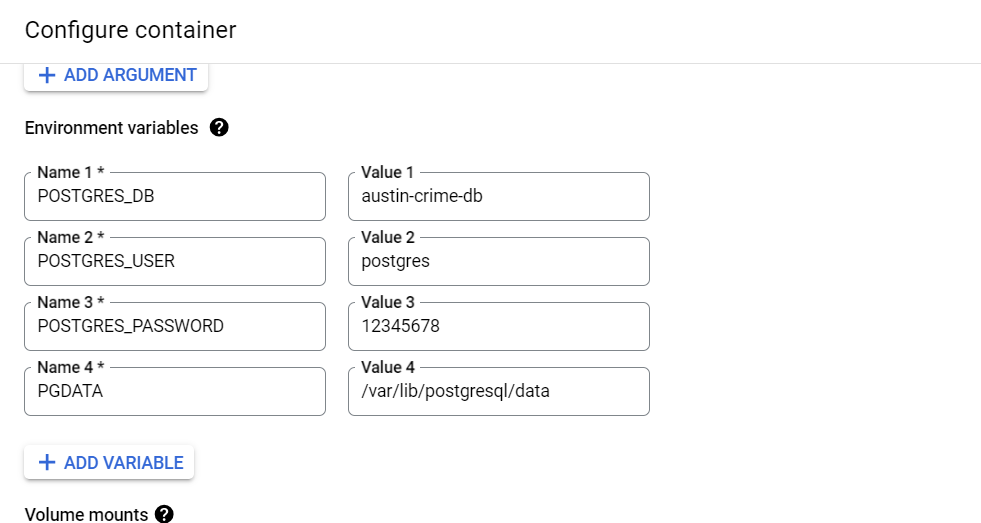 Configure container
+ ADD ARGUMENT
Environment variables ?
Name 1 * Value 1
POSTGRES_DB austin-crime-db
Name 2 * Value 2
POSTGRES_USER postgres
Name 3 * Value 3
POSTGRES_PASSWORD 12345678
Name 4 * Value 4
PGDATA /var/lib/postgresql/data
+ ADD VARIABLE
Volume mounts ?